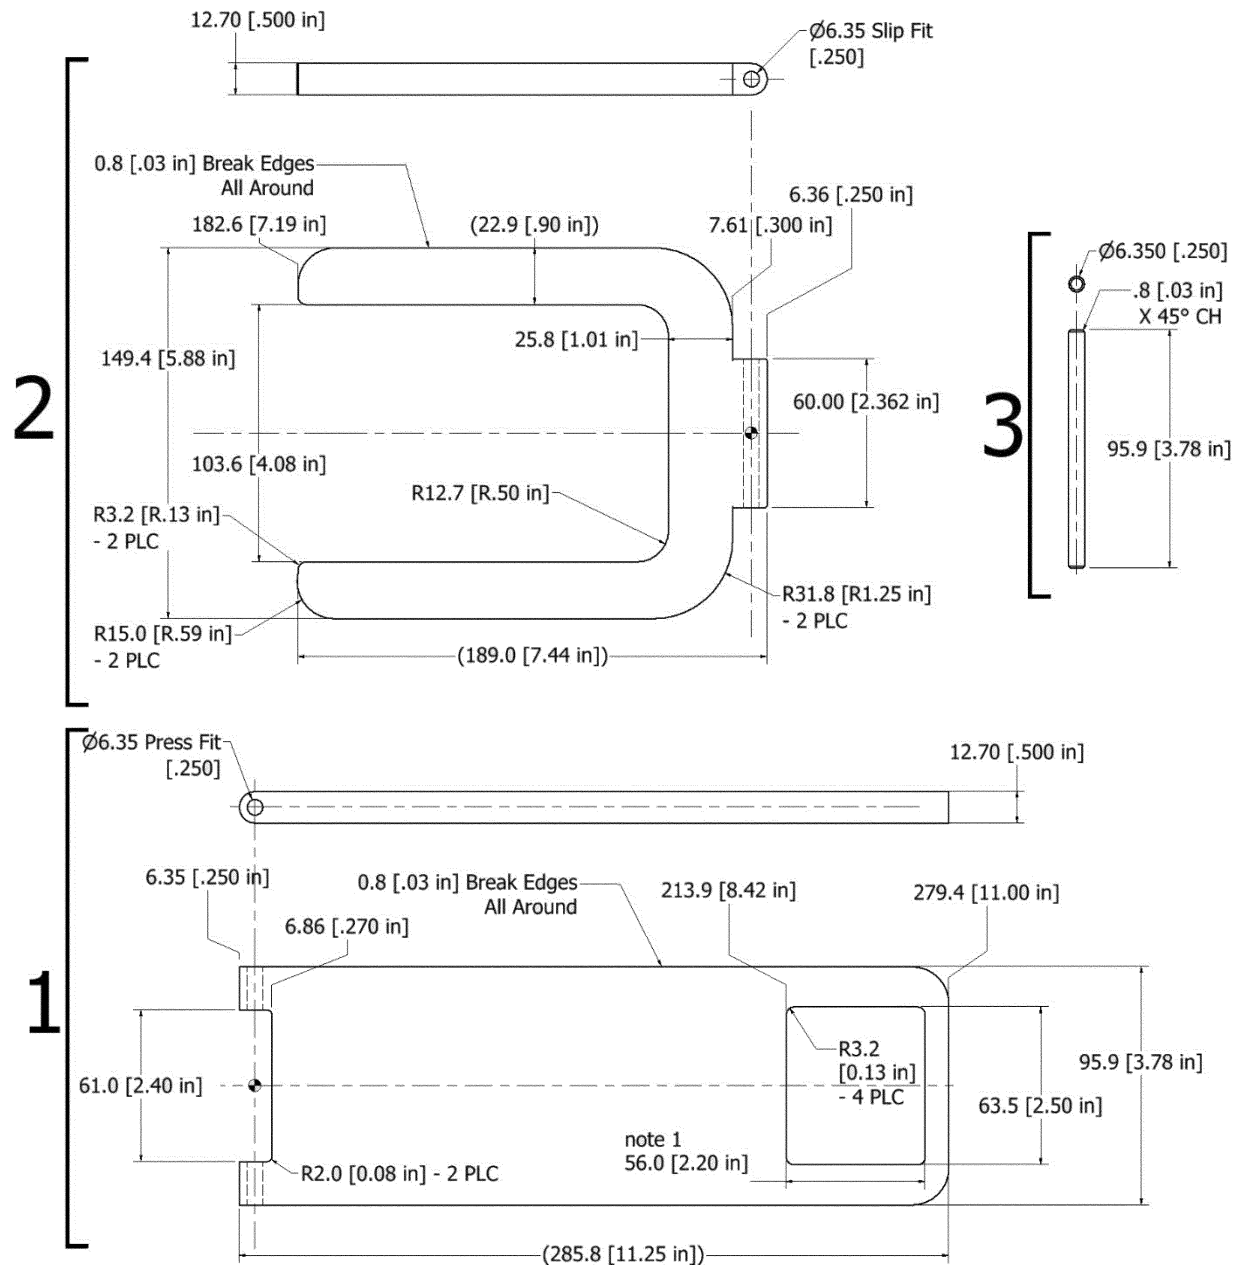 12.70 [.500 in]
Ø6.35 Slip Fit
[.250]
0.8 [.03 in] Break Edges
All Around
182.6 [7.19 in]
(22.9 [.90 in])
6.36 [.250 in]
7.61 [.300 in]
149.4 [5.88 in]
25.8 [1.01 in]
60.00 [2.362 in]
103.6 [4.08 in]
R12.7 [R.50 in]
R3.2 [R.13 in]
- 2 PLC
R15.0 [R.59 in]
- 2 PLC
R31.8 [R1.25 in]
- 2 PLC
(189.0 [7.44 in])
2
3
Ø6.350 [.250]
.8 [.03 in]
X 45° CH
95.9 [3.78 in]
1
Ø6.35 Press Fit
[.250]
12.70 [.500 in]
6.35 [.250 in]
6.86 [.270 in]
0.8 [.03 in] Break Edges
All Around
213.9 [8.42 in]
279.4 [11.00 in]
61.0 [2.40 in]
R3.2
[0.13 in]
- 4 PLC
95.9 [3.78 in]
63.5 [2.50 in]
note 1
56.0 [2.20 in]
R2.0 [0.08 in] - 2 PLC
(285.8 [11.25 in])